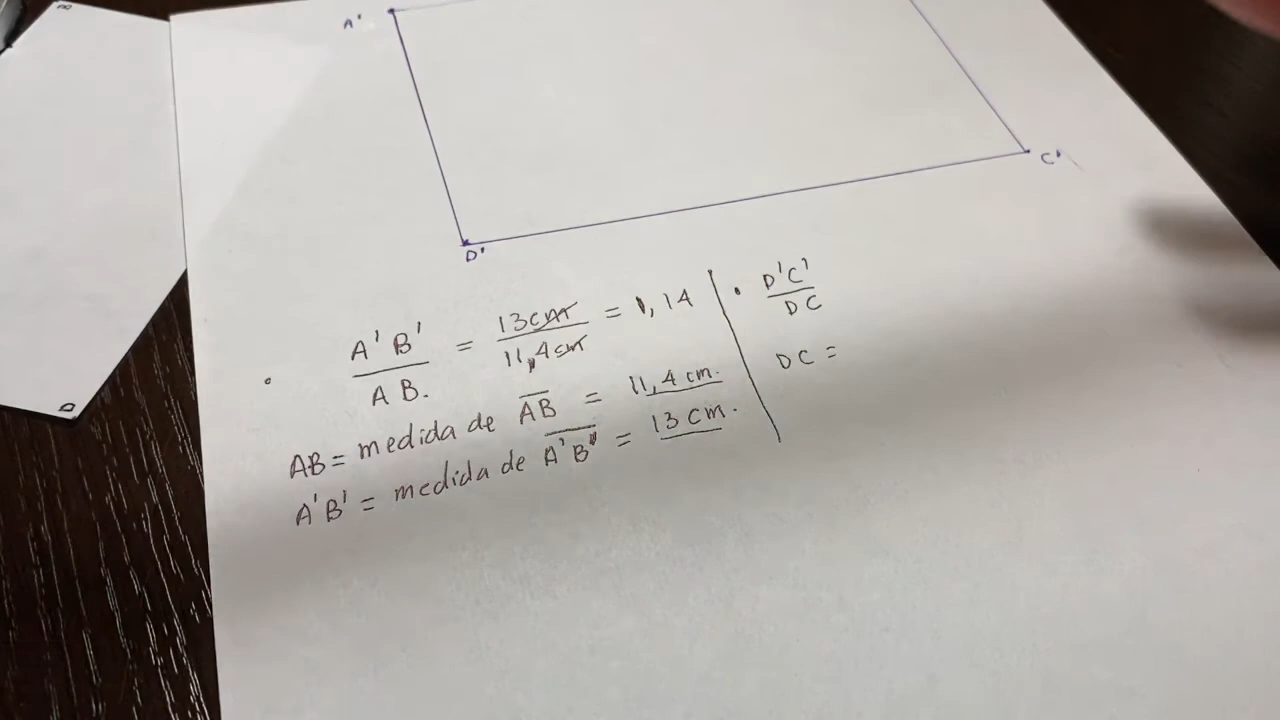 A'
C'
D'
A'B' / AB. = 13cm / 11,4cm = 1,14
AB = medida de AB = 11,4 cm.
A'B' = medida de A'B' = 13 cm.
D'C' / DC
DC =